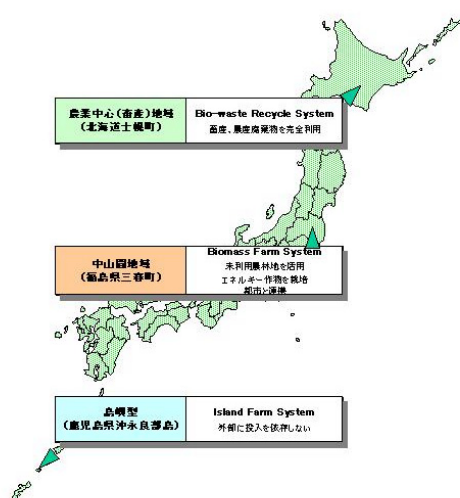 農業中心(畜産)地域
(北海道士幌町)
Bio-waste Recycle System
畜産、農産廃棄物を完全利用
中山間地域
(福島県三春町)
Biomass Farm System
未利用農林地を活用
エネルギー作物を栽培
都市と連携
島嶼型
(鹿児島県沖永良部島)
Island Farm System
外部に投入を依存しない